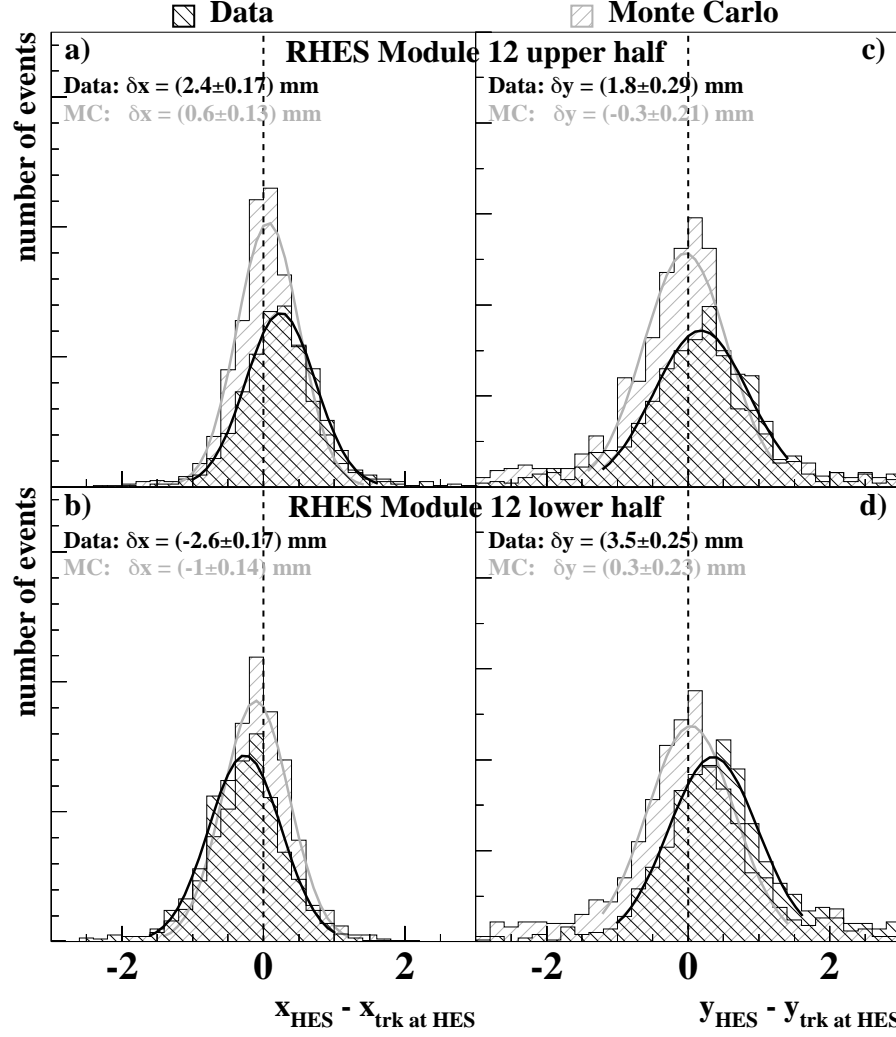 Data
Monte Carlo
a)
RHES Module 12 upper half
c)
Data: δx = (2.4±0.17) mm
MC: δx = (0.6±0.13) mm
Data: δy = (1.8±0.29) mm
MC: δy = (-0.3±0.21) mm
number of events
b)
RHES Module 12 lower half
d)
Data: δx = (-2.6±0.17) mm
MC: δx = (-1±0.14) mm
Data: δy = (3.5±0.25) mm
MC: δy = (0.3±0.23) mm
number of events
-2 0 2
-2 0 2
x_HES - x_trk at HES
y_HES - y_trk at HES